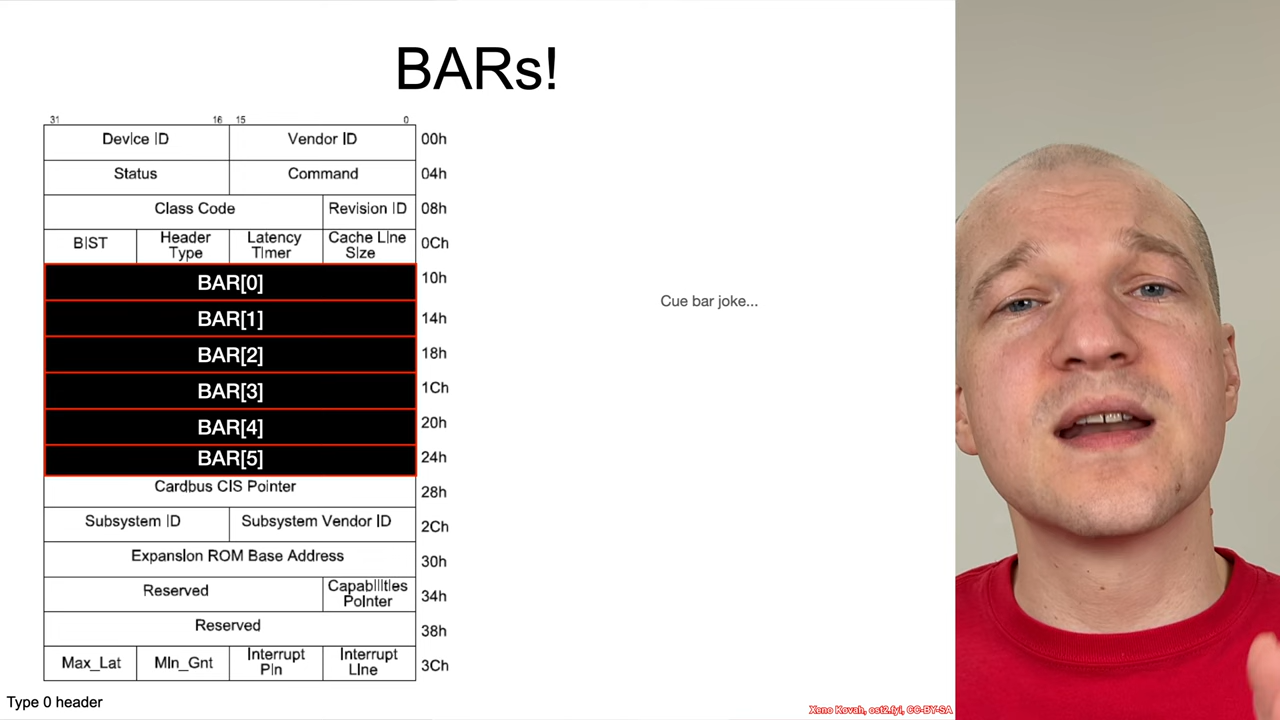 BARs!
31 16 15 0
Device ID Vendor ID 00h
Status Command 04h
Class Code Revision ID 08h
BIST Header Type Latency Timer Cache Line Size 0Ch
BAR[0] 10h
BAR[1] 14h
BAR[2] 18h
BAR[3] 1Ch
BAR[4] 20h
BAR[5] 24h
Cardbus CIS Pointer 28h
Subsystem ID Subsystem Vendor ID 2Ch
Expansion ROM Base Address 30h
Reserved Capabilities Pointer 34h
Reserved 38h
Max_Lat Min_Gnt Interrupt Pin Interrupt Line 3Ch
Cue bar joke...
Type 0 header
Xeno Kovah, ost2.fyi, CC-BY-SA